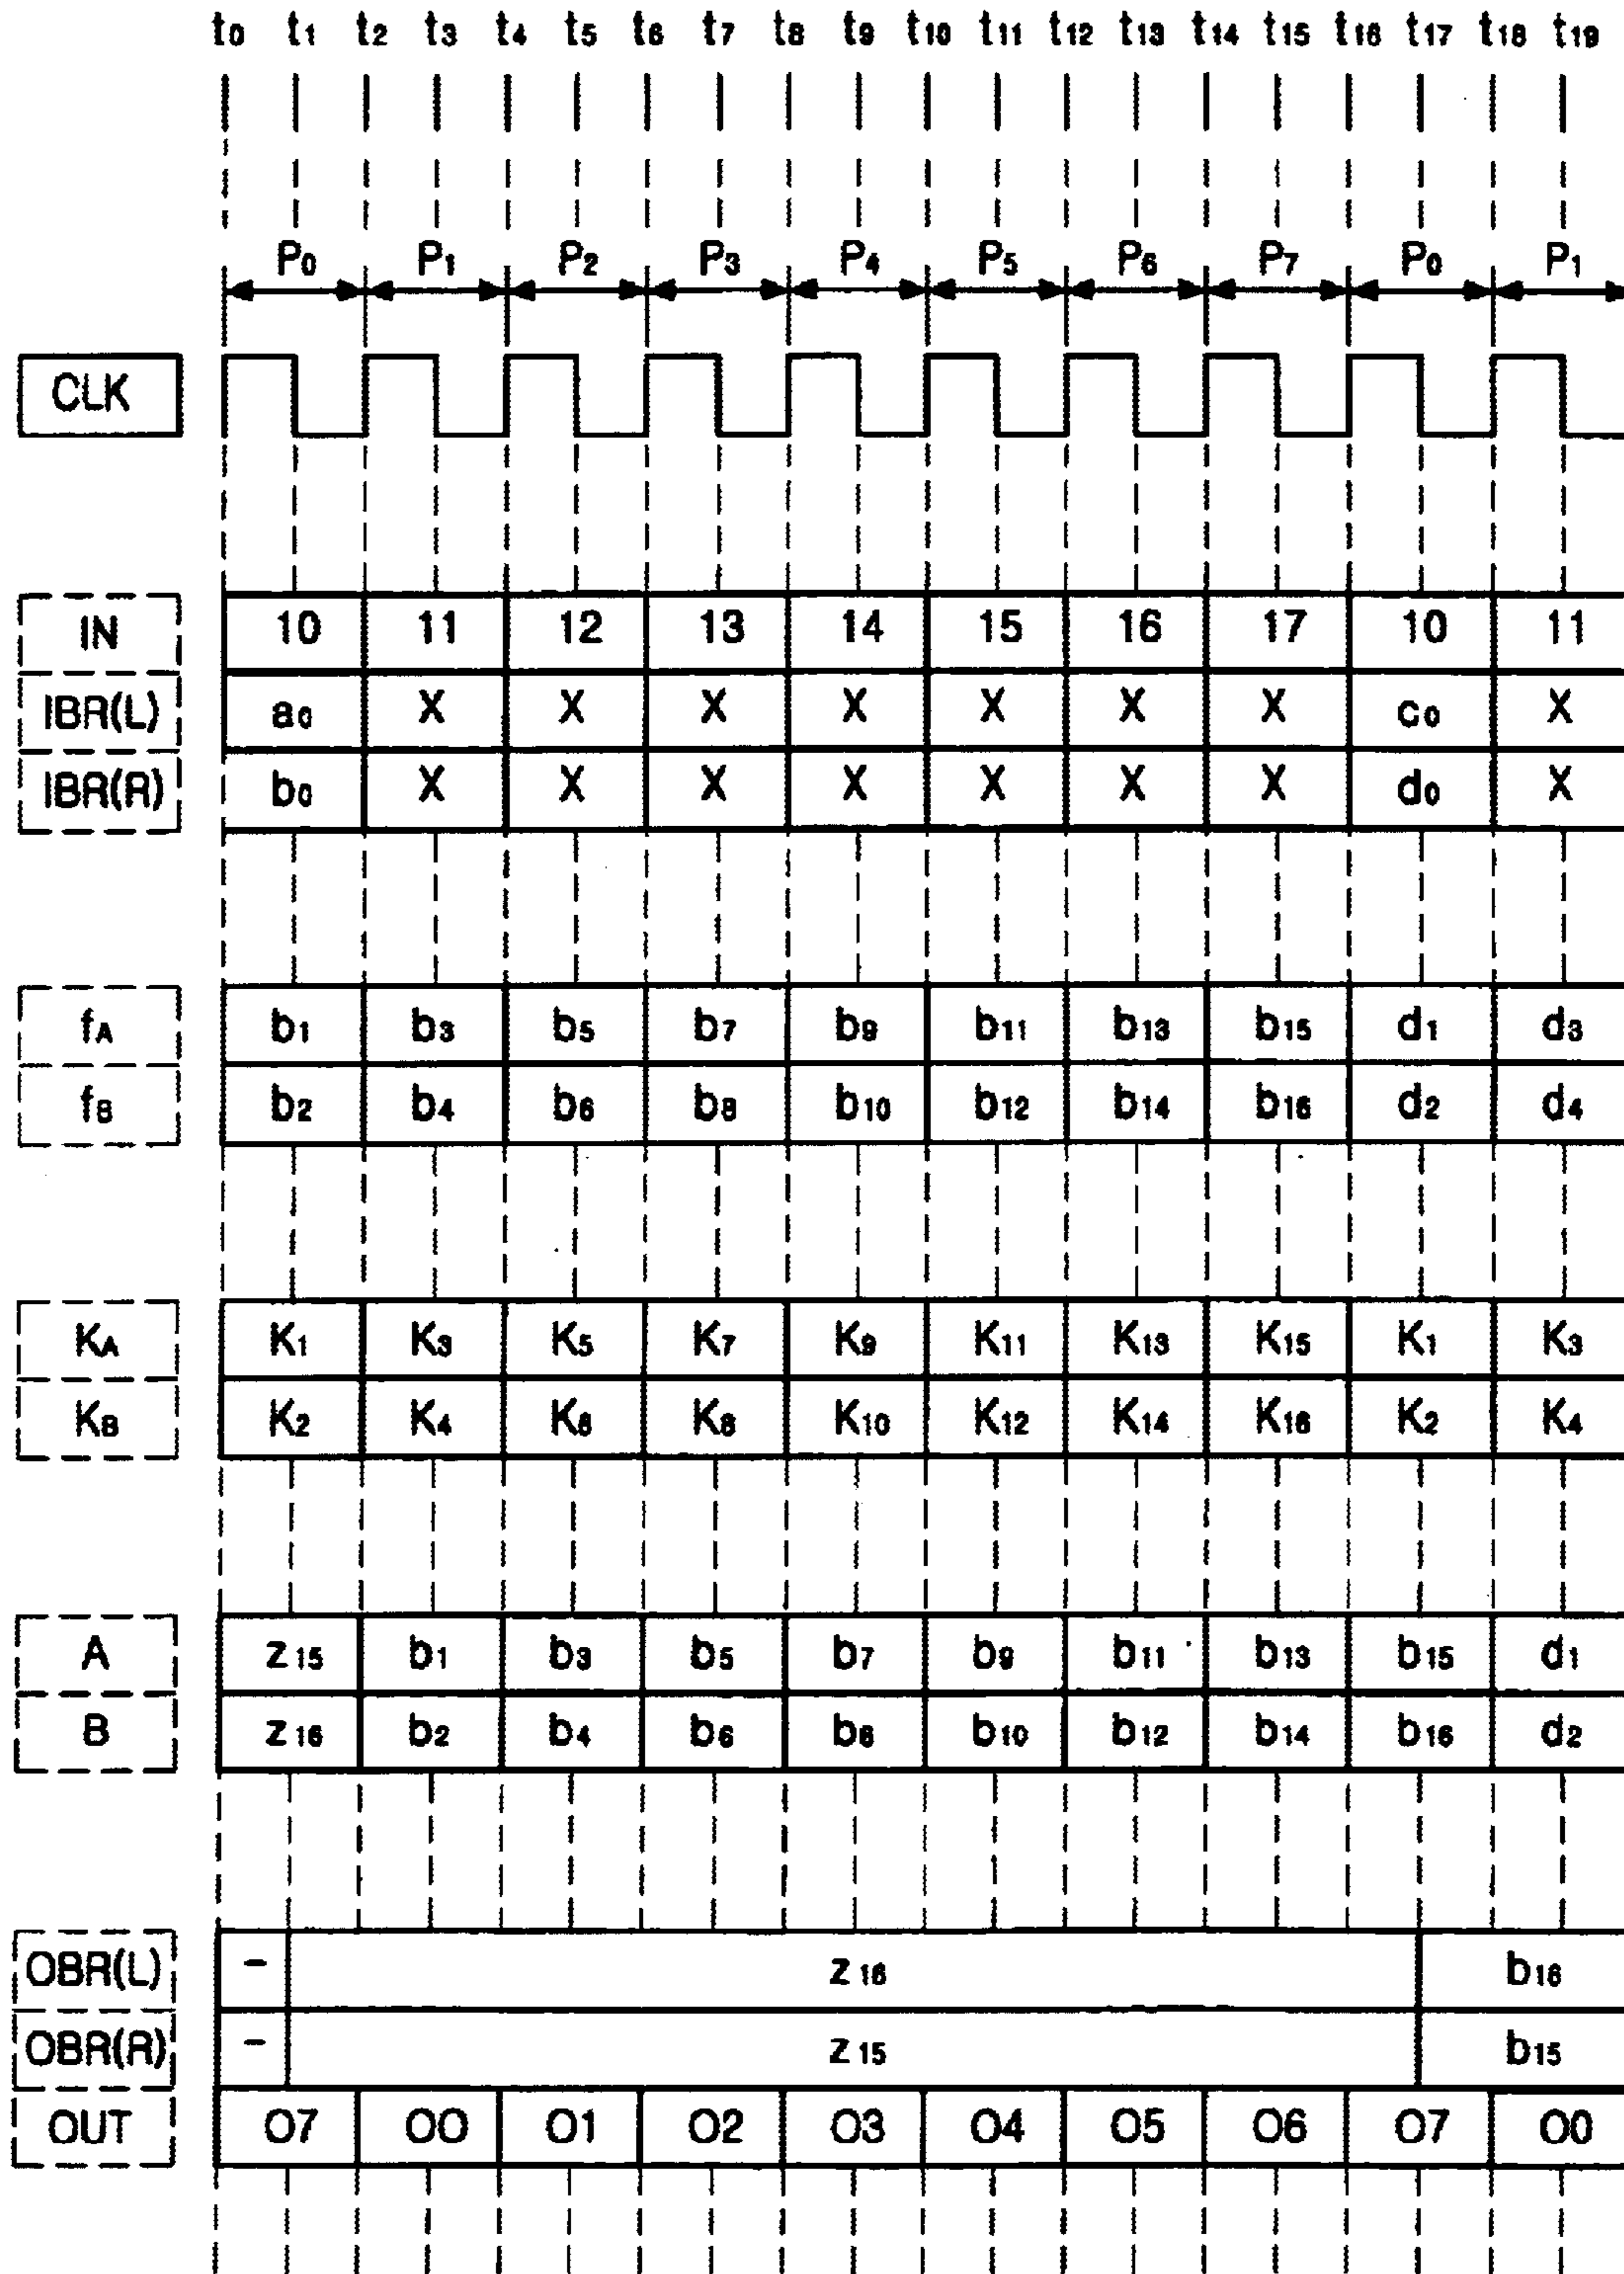 t0 t1 t2 t3 t4 t5 t6 t7 t8 t9 t10 t11 t12 t13 t14 t15 t16 t17 t18 t19
P0 P1 P2 P3 P4 P5 P6 P7 P0 P1
CLK
IN 10 11 12 13 14 15 16 17 10 11
IBR(L) a0 X X X X X X X c0 X
IBR(R) b0 X X X X X X X d0 X
fA b1 b3 b5 b7 b9 b11 b13 b15 d1 d3
fB b2 b4 b6 b8 b10 b12 b14 b16 d2 d4
KA K1 K3 K5 K7 K9 K11 K13 K15 K1 K3
KB K2 K4 K6 K8 K10 K12 K14 K16 K2 K4
A z15 b1 b3 b5 b7 b9 b11 b13 b15 d1
B z16 b2 b4 b6 b8 b10 b12 b14 b16 d2
OBR(L) - z16 b16
OBR(R) - z15 b15
OUT O7 O0 O1 O2 O3 O4 O5 O6 O7 O0